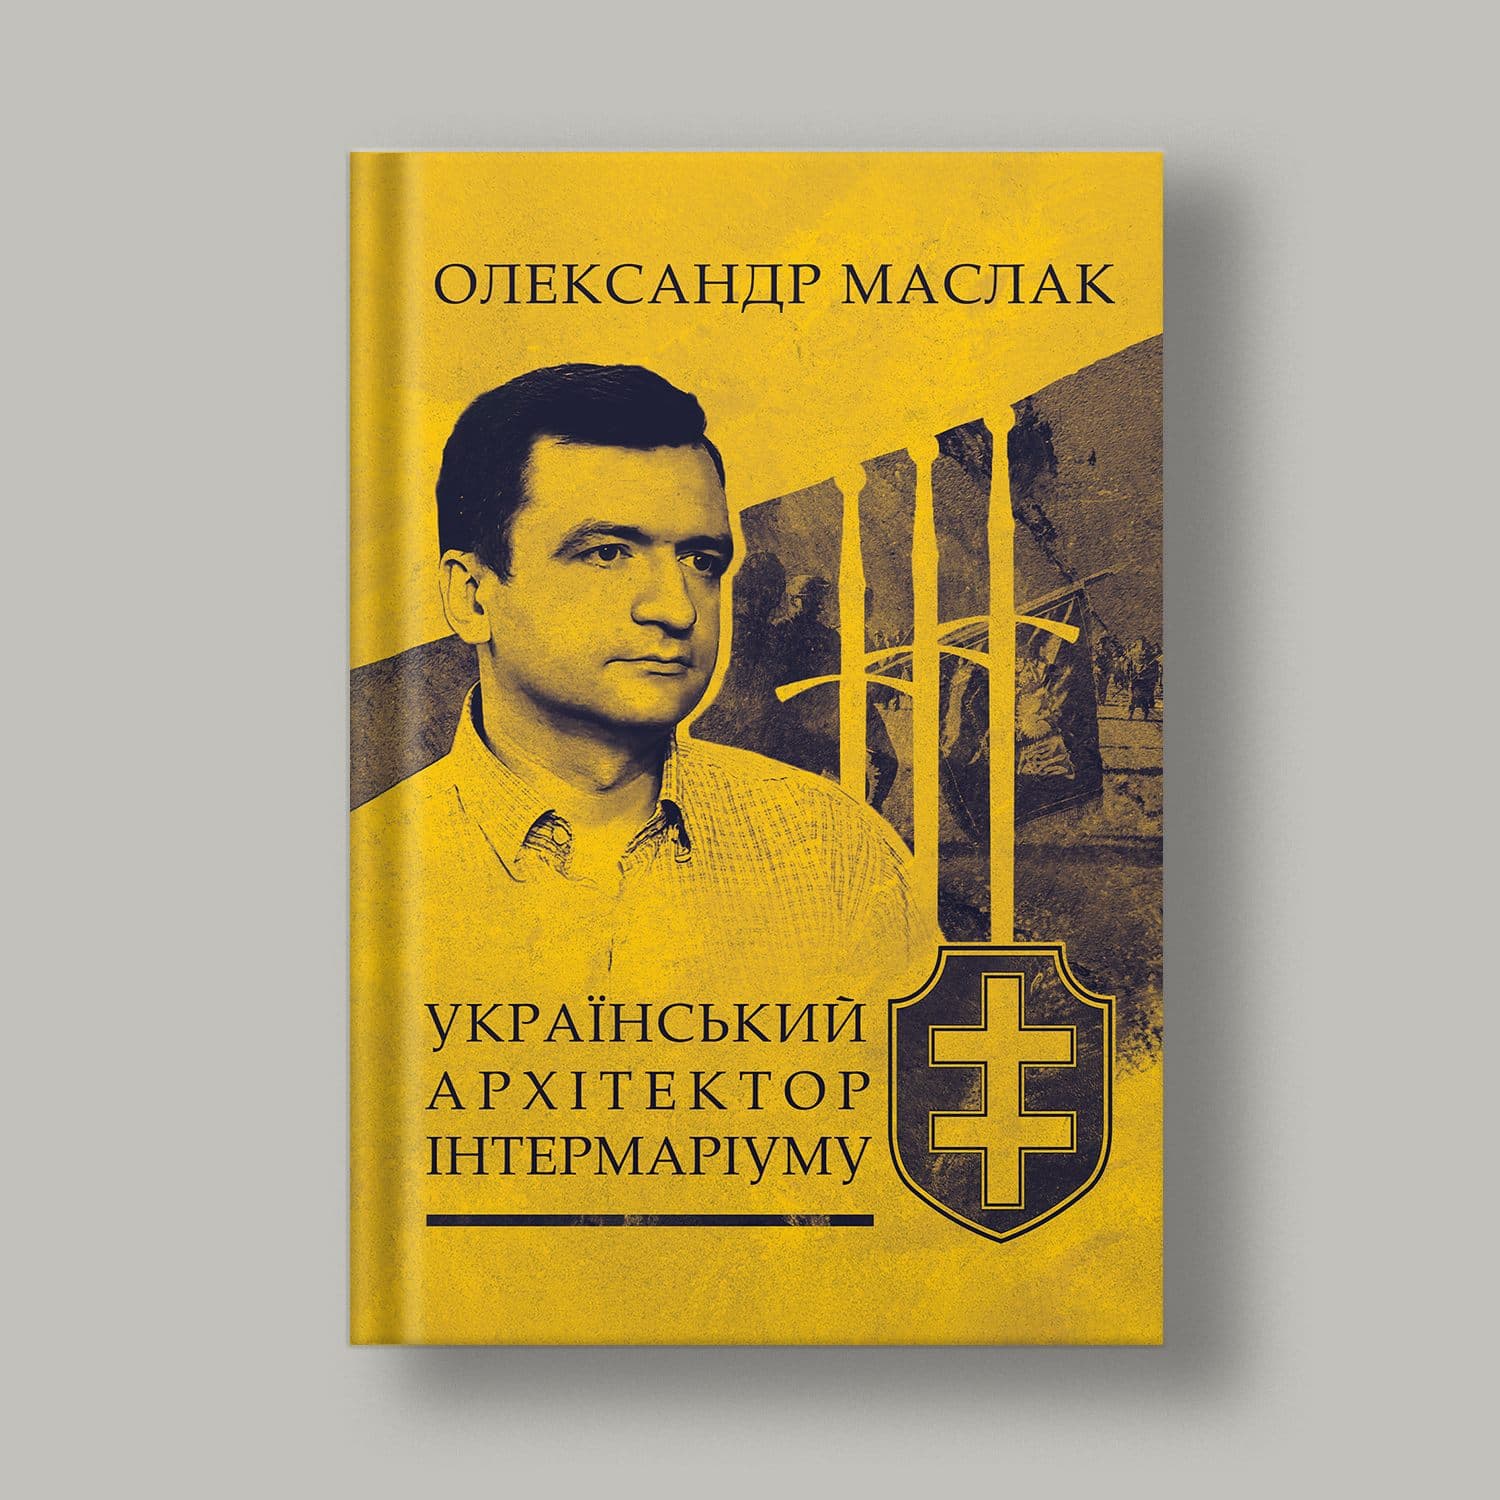 ОЛЕКСАНДР МАСЛАК
УКРАЇНСЬКИЙ
АРХІТЕКТОР
ІНТЕРМАРІУМУ